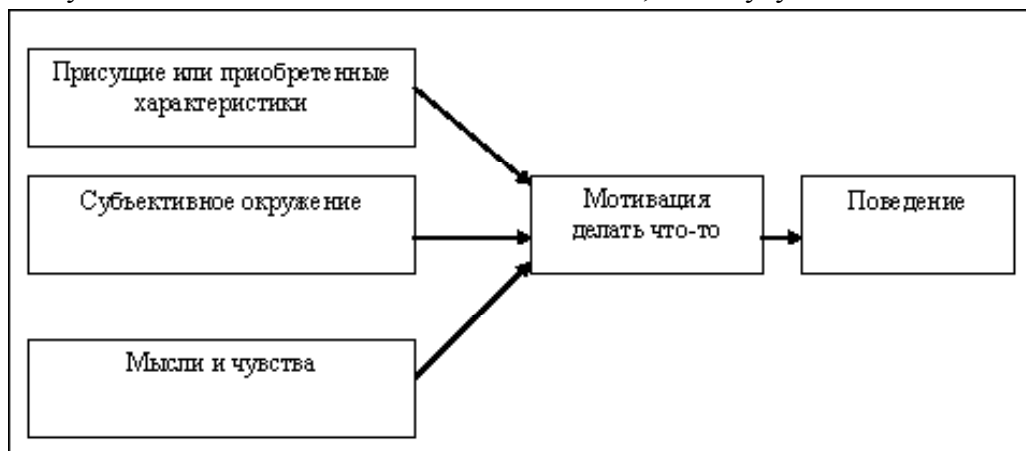 Присущие или приобретенные
характеристики
Субъективное окружение
Мотивация
делать что-то
Поведение
Мысли и чувства